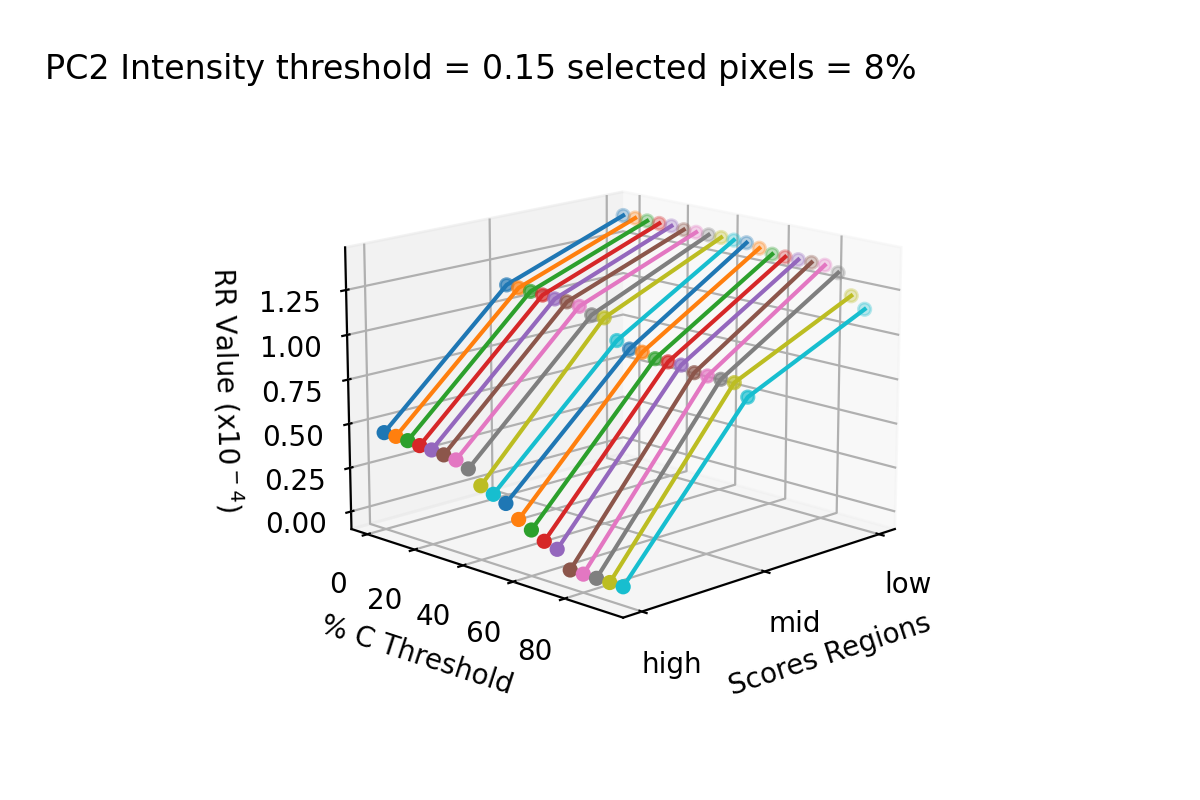 PC2 Intensity threshold = 0.15 selected pixels = 8%
RR Value (x10⁻⁴)
1.25
1.00
0.75
0.50
0.25
0.00
0
20
40
60
80
% C Threshold
high
mid
low
Scores Regions